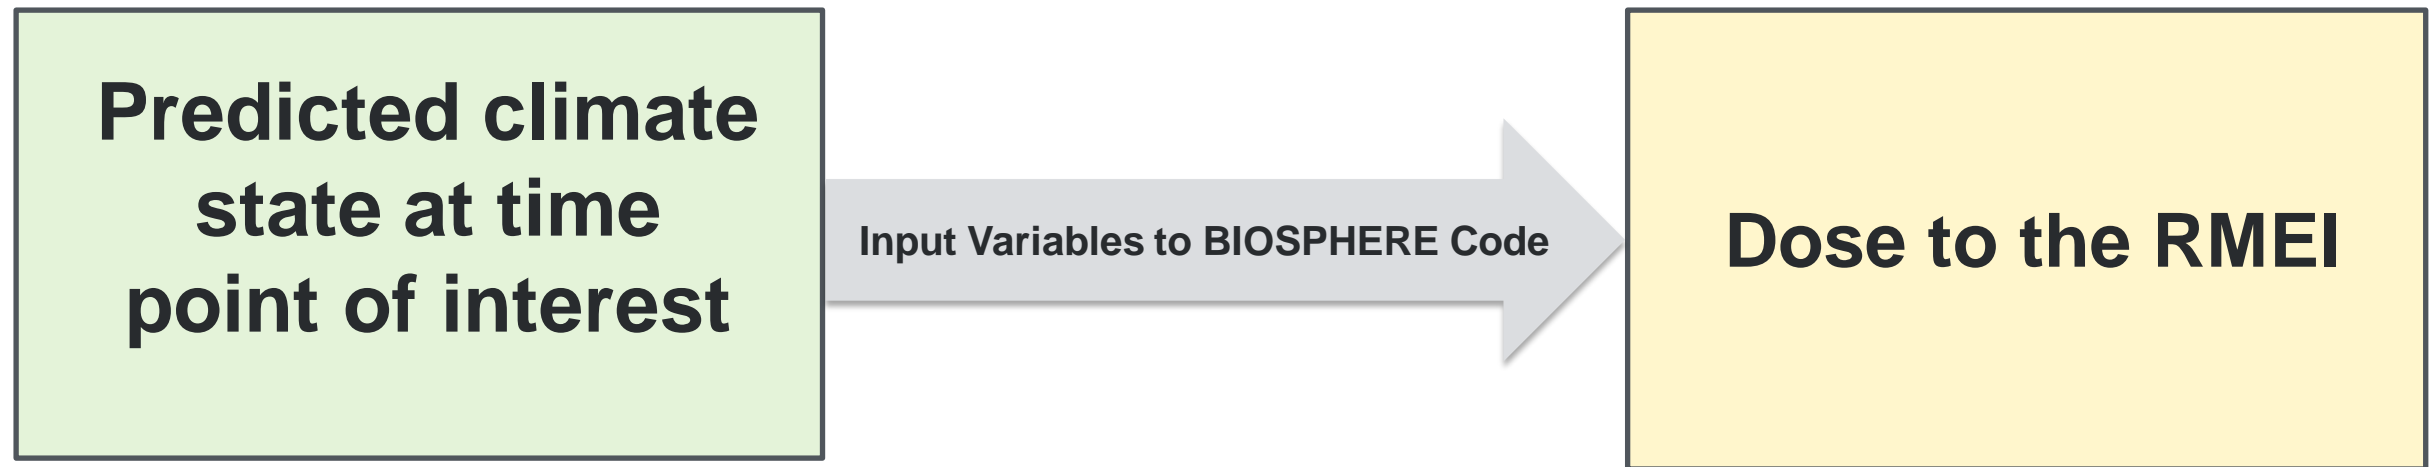 Predicted climate
state at time
point of interest
Input Variables to BIOSPHERE Code
Dose to the RMEI